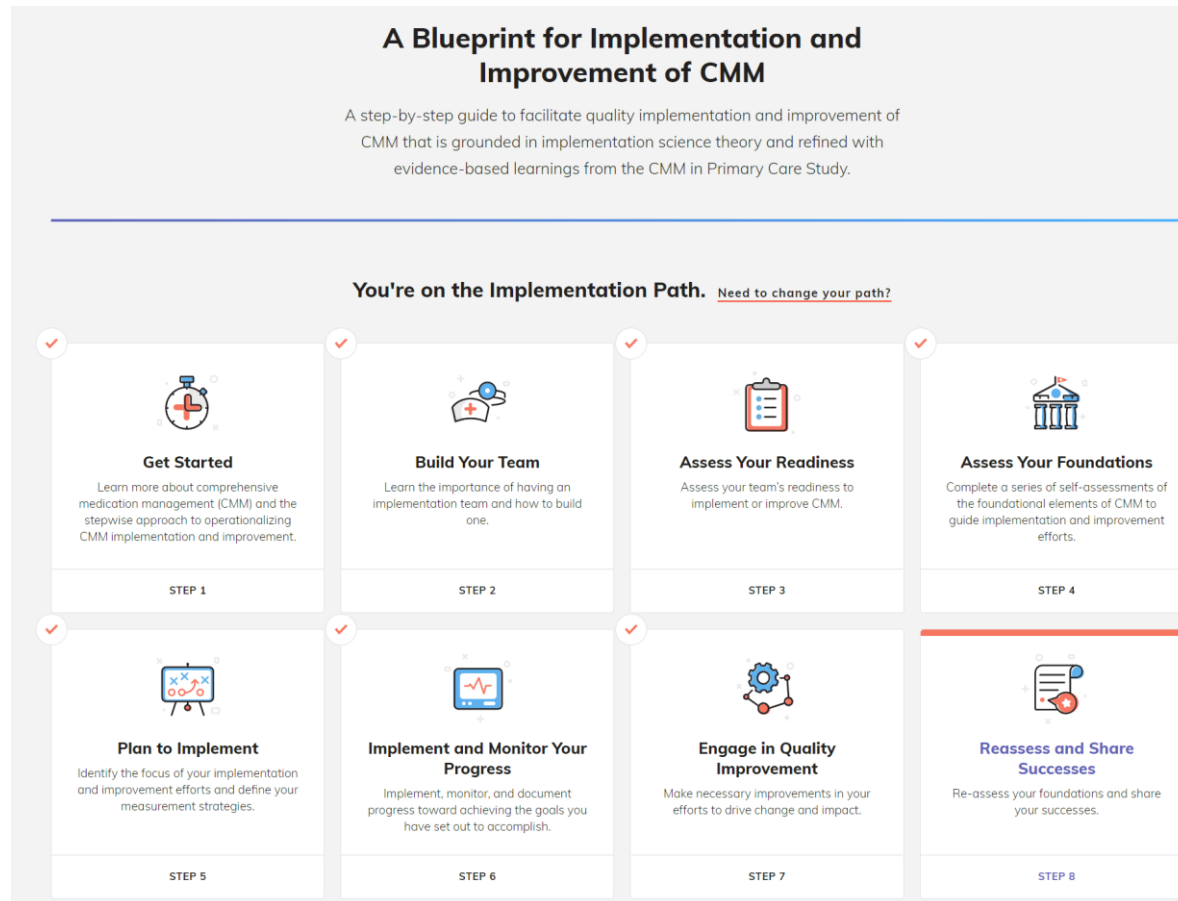 A Blueprint for Implementation and
Improvement of CMM
A step-by-step guide to facilitate quality implementation and improvement of
CMM that is grounded in implementation science theory and refined with
evidence-based learnings from the CMM in Primary Care Study.
You're on the Implementation Path. Need to change your path?
Get Started
Learn more about comprehensive
medication management (CMM) and the
stepwise approach to operationalizing
CMM implementation and improvement.
STEP 1
Build Your Team
Learn the importance of having an
implementation team and how to build
one.
STEP 2
Assess Your Readiness
Assess your team's readiness to
implement or improve CMM.
STEP 3
Assess Your Foundations
Complete a series of self-assessments of
the foundational elements of CMM to
guide implementation and improvement
efforts.
STEP 4
Plan to Implement
Identify the focus of your implementation
and improvement efforts and define your
measurement strategies.
STEP 5
Implement and Monitor Your
Progress
Implement, monitor, and document
progress toward achieving the goals you
have set out to accomplish.
STEP 6
Engage in Quality
Improvement
Make necessary improvements in your
efforts to drive change and impact.
STEP 7
Reassess and Share
Successes
Re-assess your foundations and share
your successes.
STEP 8